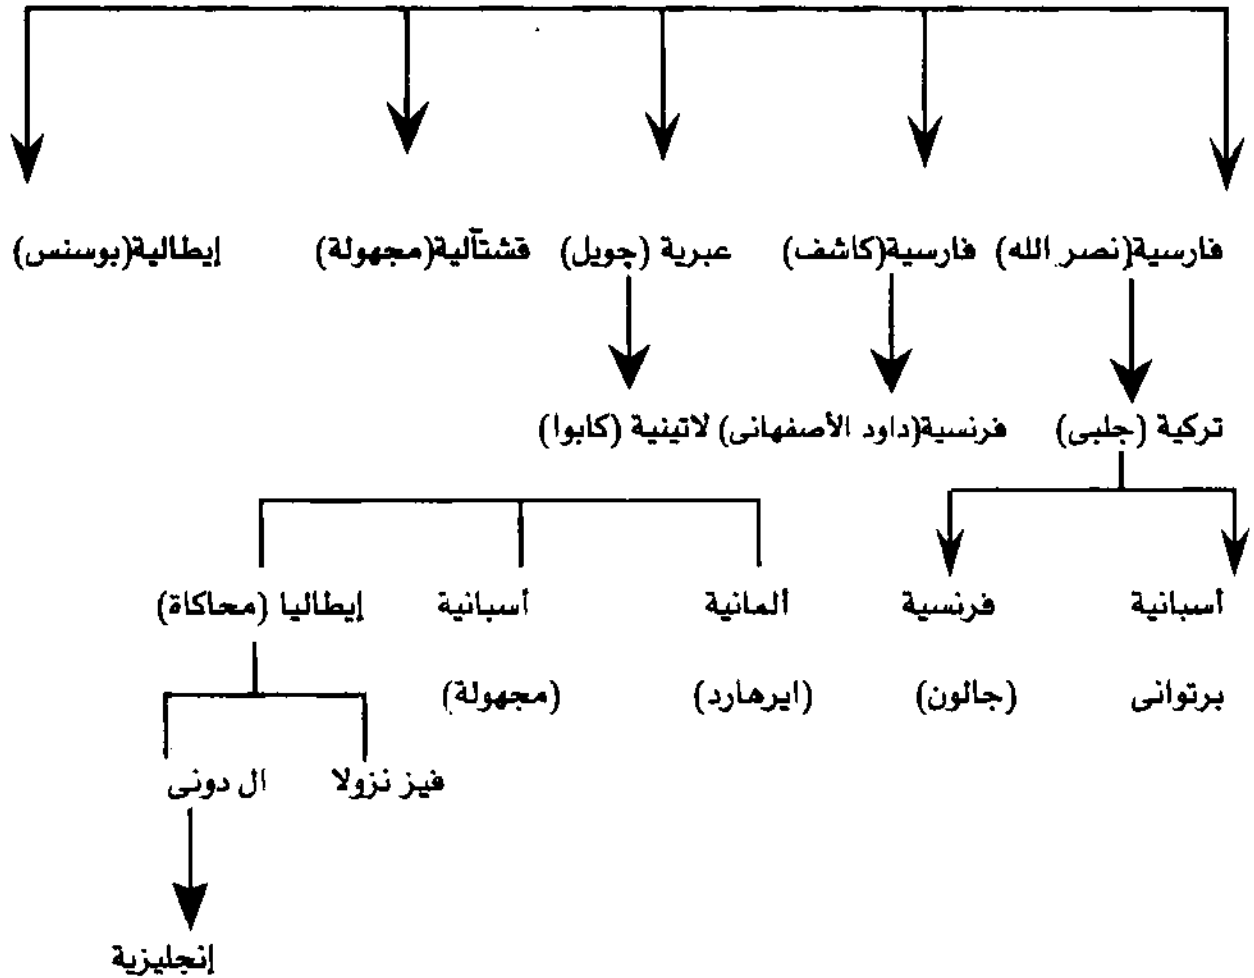 فارسية(نصر الله) فارسية(كاشف) عبرية (جويل) قشتآلية(مجهولة) إيطالية(بوسنس)
تركية (جلبى) فرنسية(داود الأصفهانى) لاتينية (كابوا)
أسبانية فرنسية ألمانية أسبانية إيطاليا (محاكاة)
برتوانى (جالون) (ايرهارد) (مجهولة)
فيز نزولا ال دونى
إنجليزية